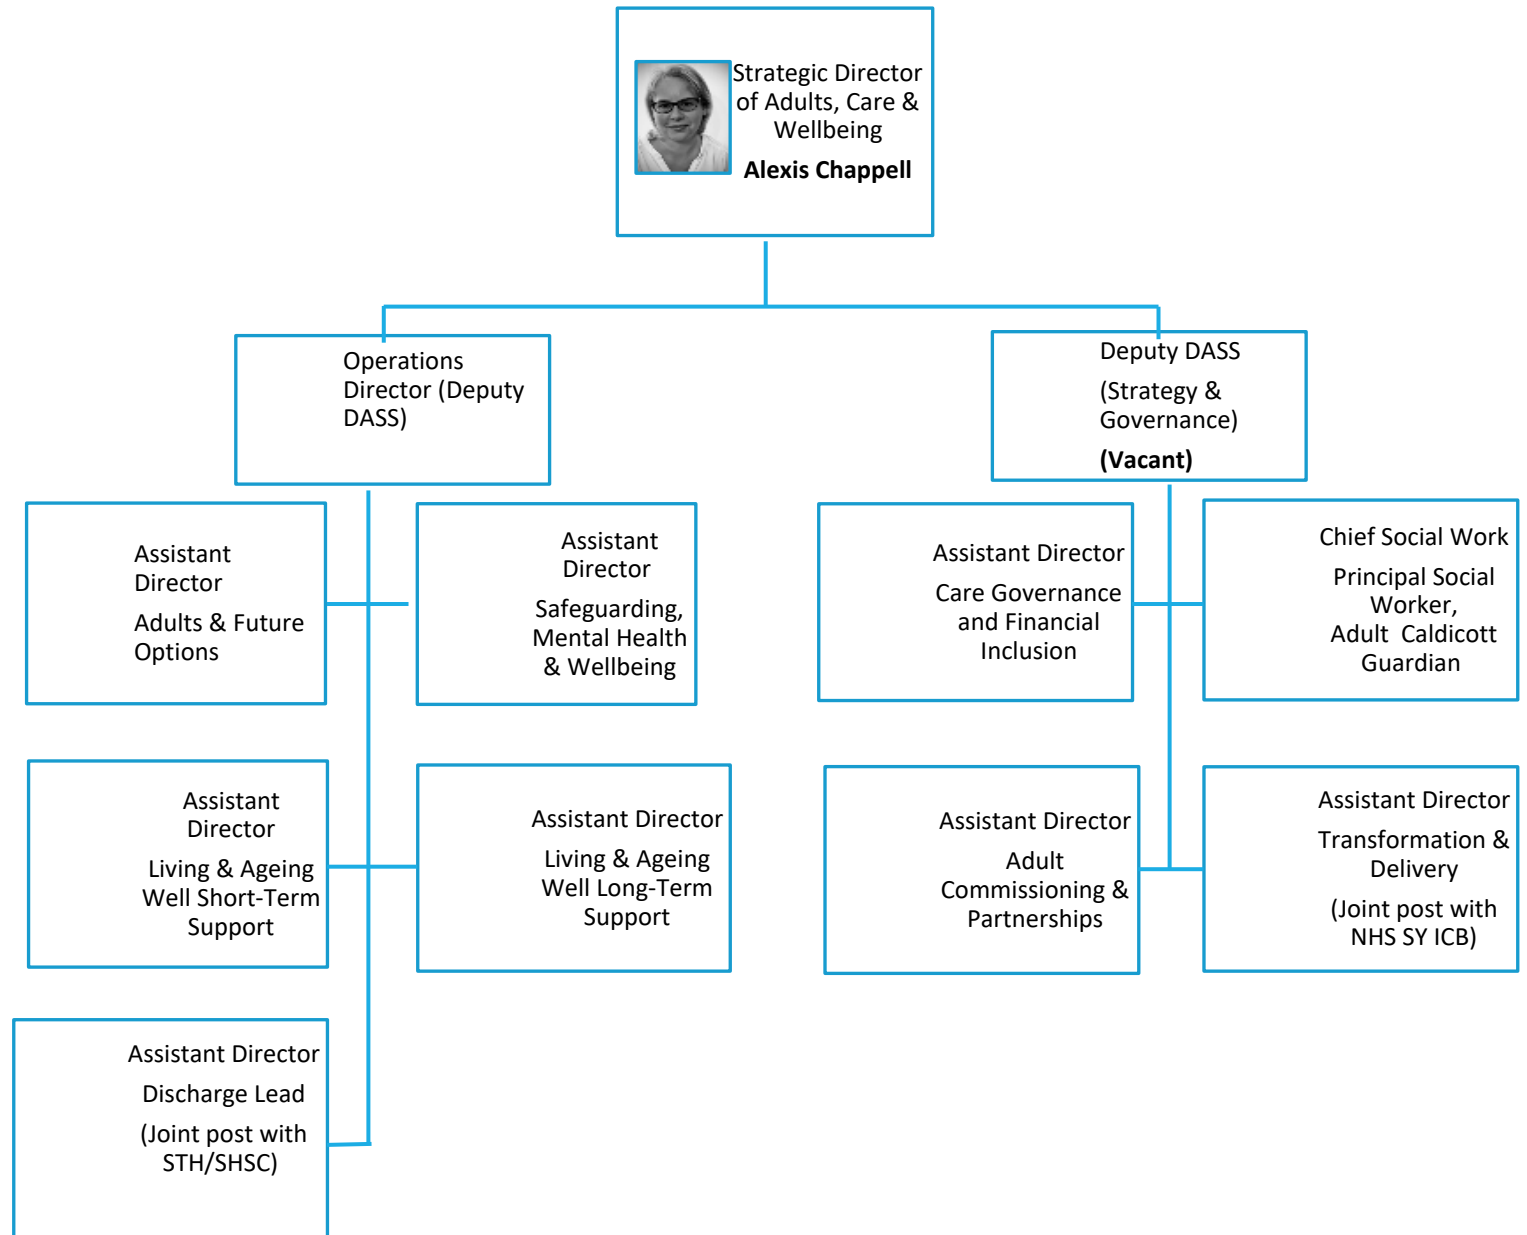 Strategic Director
of Adults, Care &
Wellbeing
Alexis Chappell
Operations
Director (Deputy
DASS)
Deputy DASS
(Strategy &
Governance)
(Vacant)
Assistant
Director
Adults & Future
Options
Assistant
Director
Safeguarding,
Mental Health
& Wellbeing
Assistant Director
Care Governance
and Financial
Inclusion
Chief Social Work
Principal Social
Worker,
Adult  Caldicott
Guardian
Assistant
Director
Living & Ageing
Well Short-Term
Support
Assistant Director
Living & Ageing
Well Long-Term
Support
Assistant Director
Adult
Commissioning &
Partnerships
Assistant Director
Transformation &
Delivery
(Joint post with
NHS SY ICB)
Assistant Director
Discharge Lead
(Joint post with
STH/SHSC)